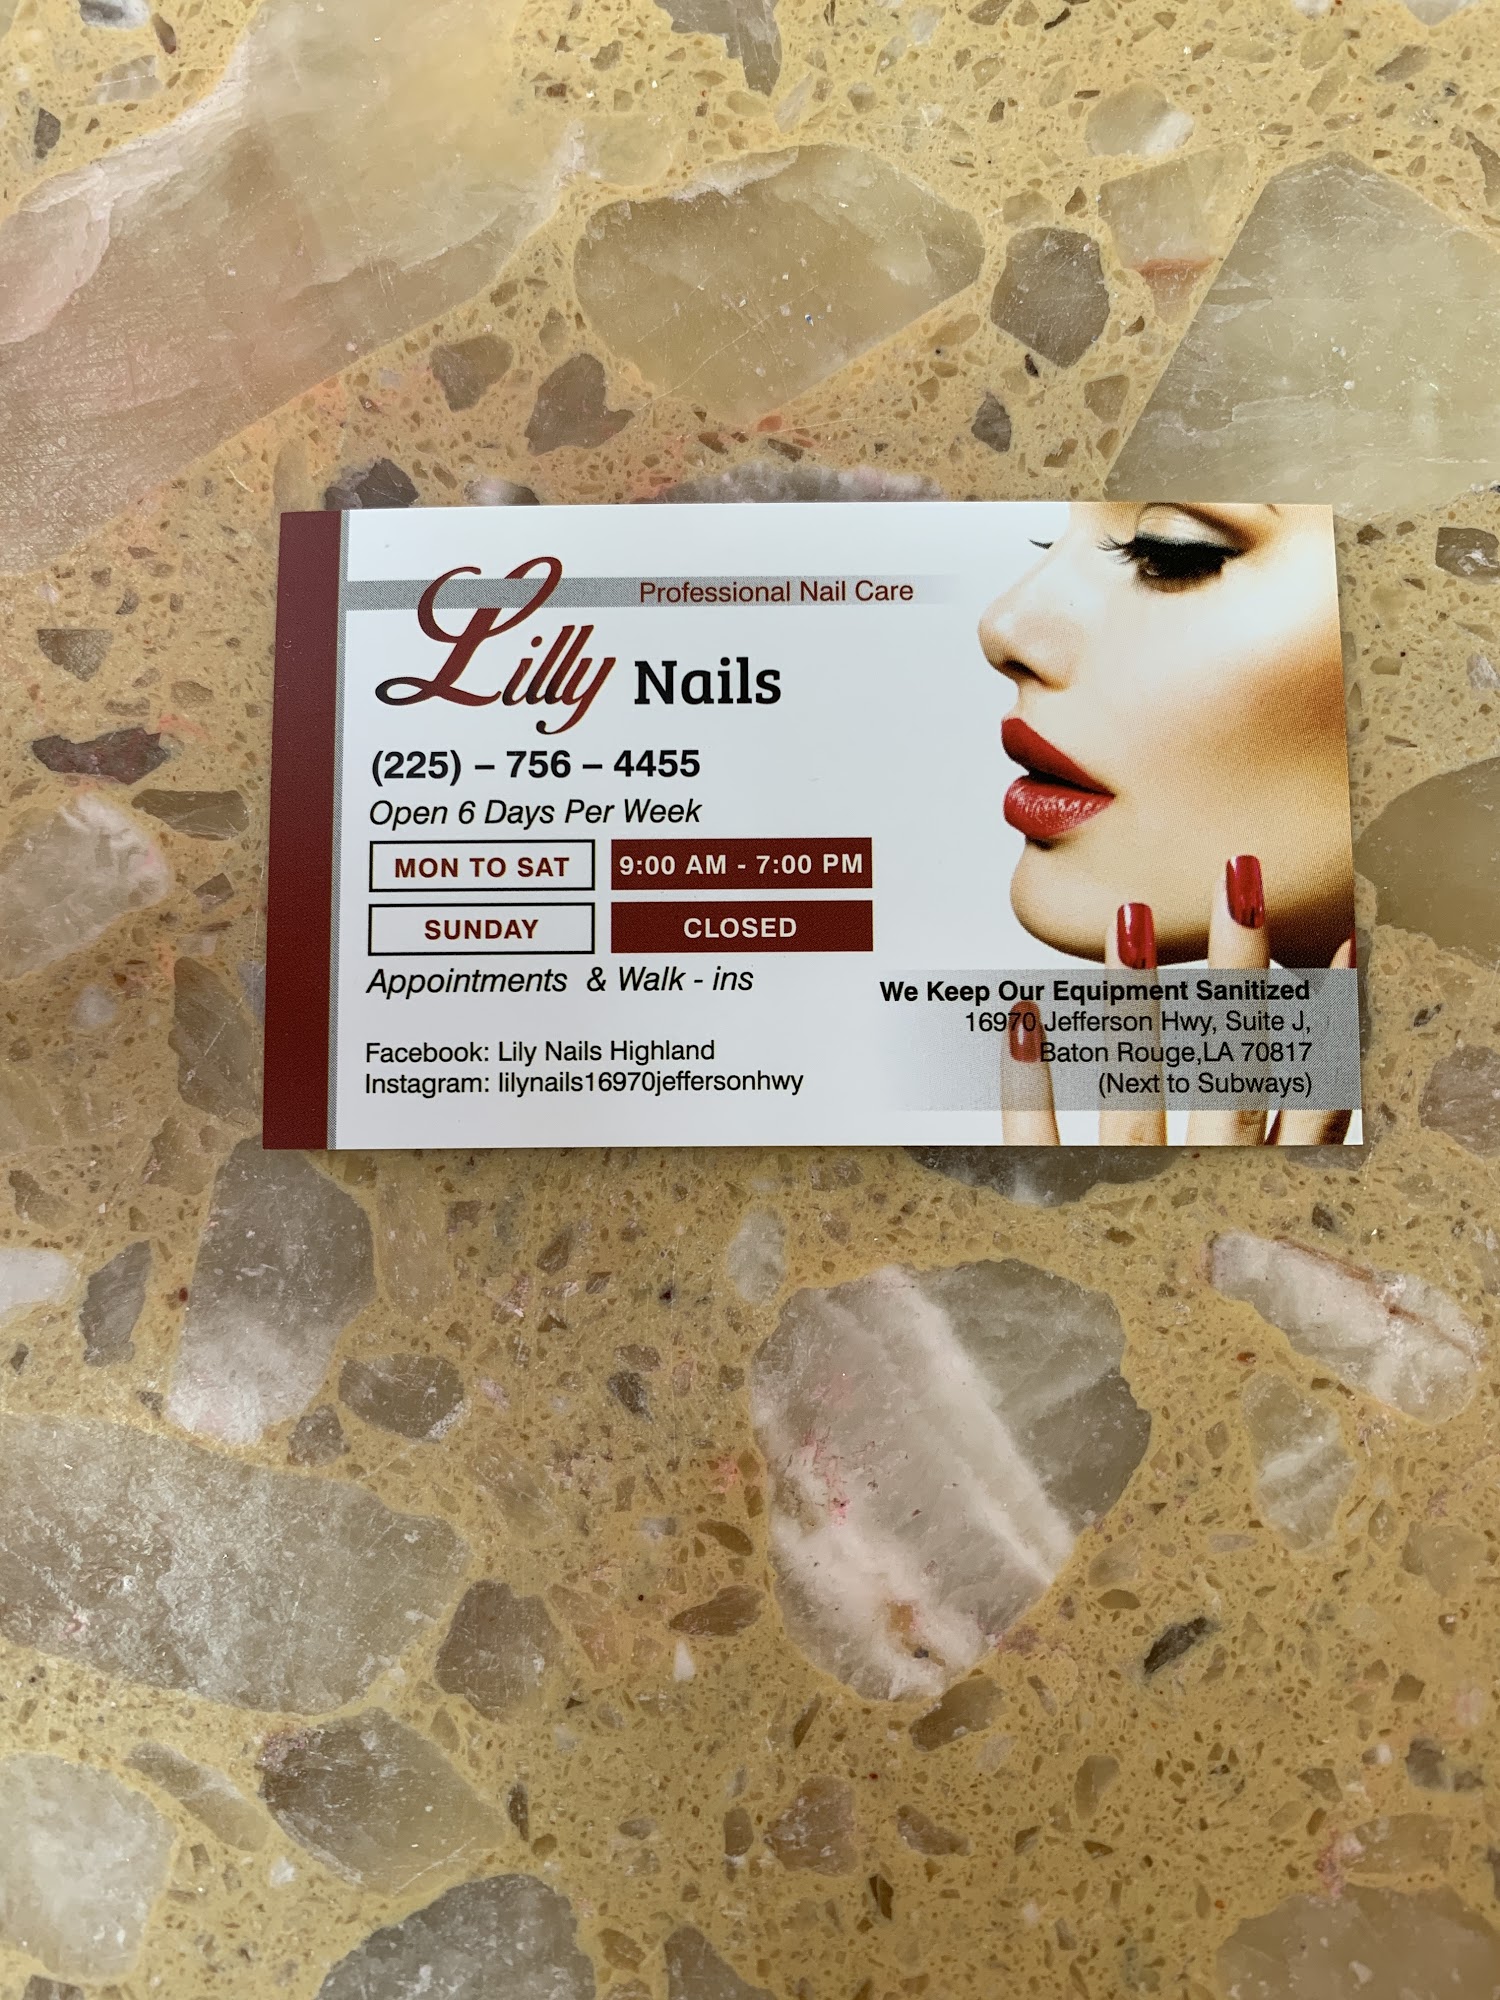 Professional Nail Care
Lilly Nails
(225) – 756 – 4455
Open 6 Days Per Week
MON TO SAT 9:00 AM - 7:00 PM
SUNDAY CLOSED
Appointments & Walk - ins
Facebook: Lily Nails Highland
Instagram: lilynails16970jeffersonhwy
We Keep Our Equipment Sanitized
16970 Jefferson Hwy, Suite J,
Baton Rouge,LA 70817
(Next to Subways)